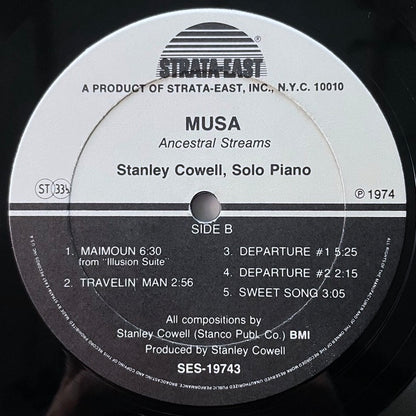 STRATA-EAST
A PRODUCT OF STRATA-EAST, INC., N.Y.C. 10010
MUSA
Ancestral Streams
Stanley Cowell, Solo Piano
ST 33⅓
℗ 1974
SIDE B
1. MAIMOUN 6:30
from "Illusion Suite"
2. TRAVELIN' MAN 2:56
3. DEPARTURE #1 5:25
4. DEPARTURE #2 2:15
5. SWEET SONG 3:05
All compositions by
Stanley Cowell (Stanco Publ. Co.) BMI
Produced by Stanley Cowell
SES-19743